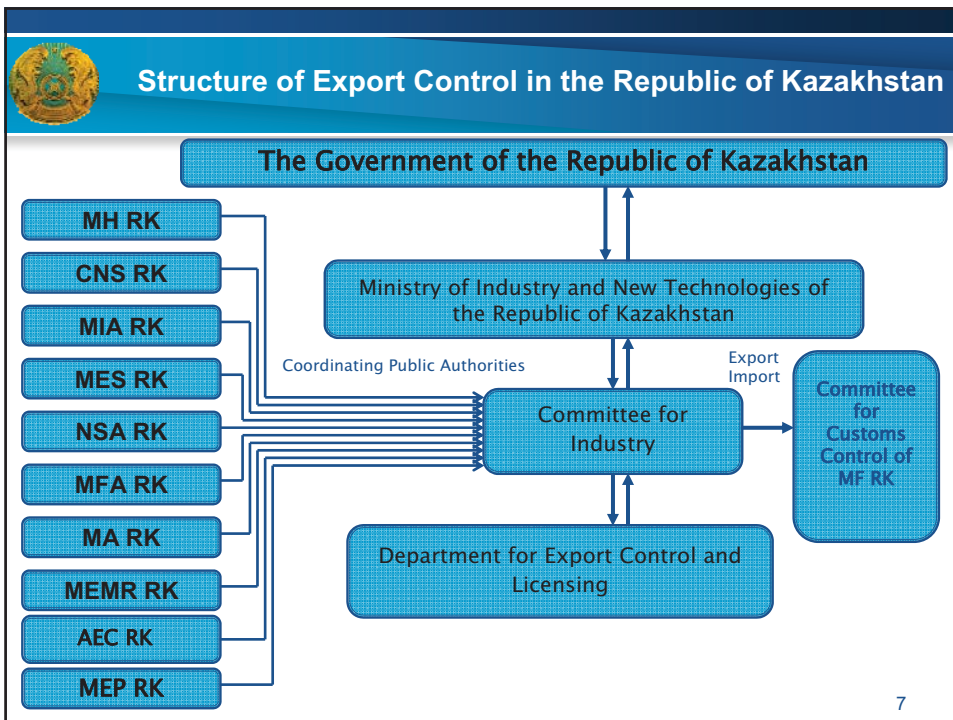 Structure of Export Control in the Republic of Kazakhstan
The Government of the Republic of Kazakhstan
MH RK
CNS RK
MIA RK
MES RK
NSA RK
MFA RK
MA RK
MEMR RK
AEC RK
MEP RK
Ministry of Industry and New Technologies of
the Republic of Kazakhstan
Coordinating Public Authorities
Export
Import
Committee for
Industry
Committee
for
Customs
Control of
MF RK
Department for Export Control and
Licensing
7